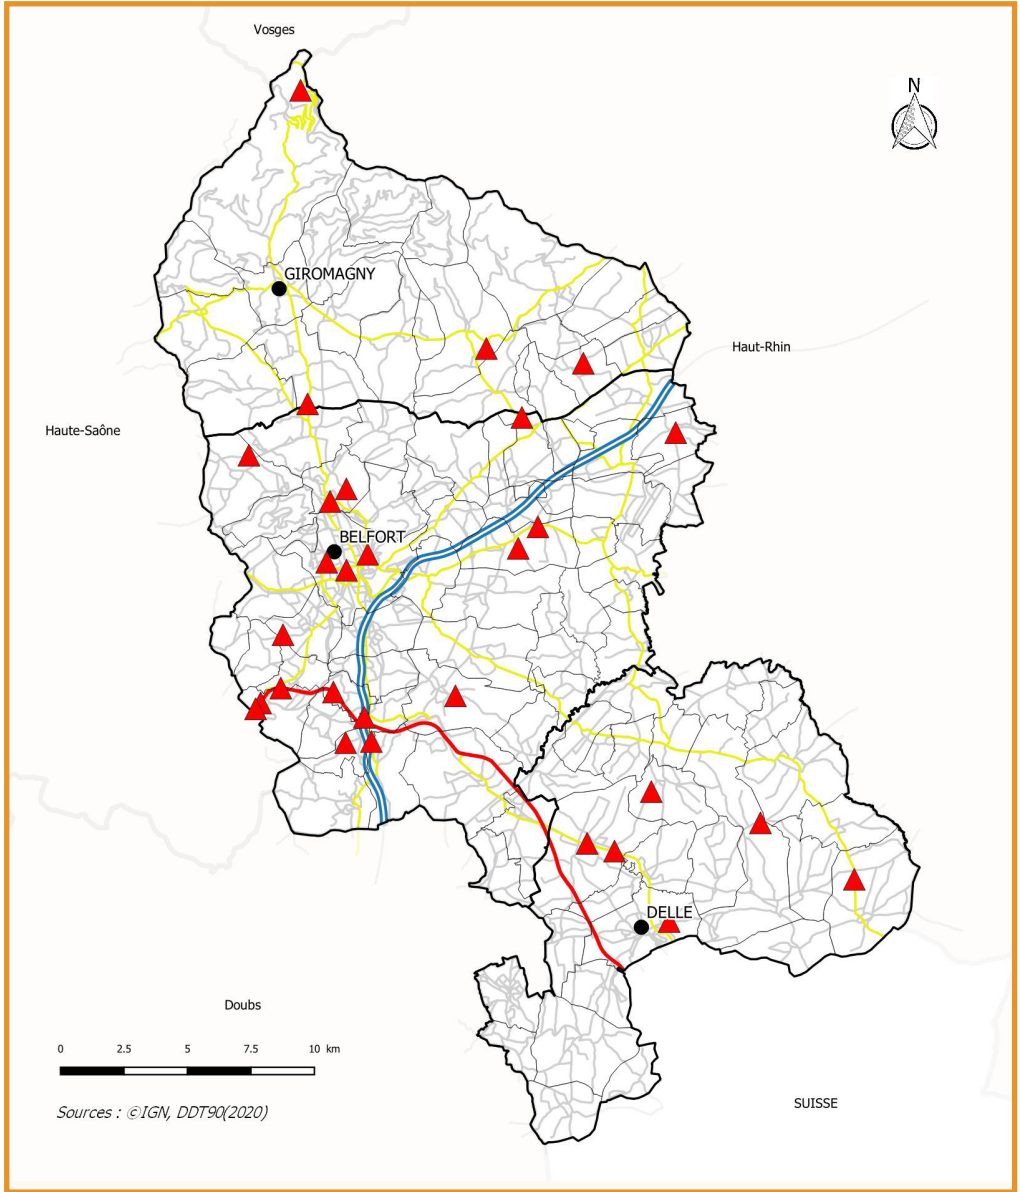 Vosges
N
GIROMAGNY
Haut-Rhin
Haute-Saône
BELFORT
DELLE
Doubs
0 2.5 5 7.5 10 km
SUISSE
Sources : ©IGN, DDT90(2020)